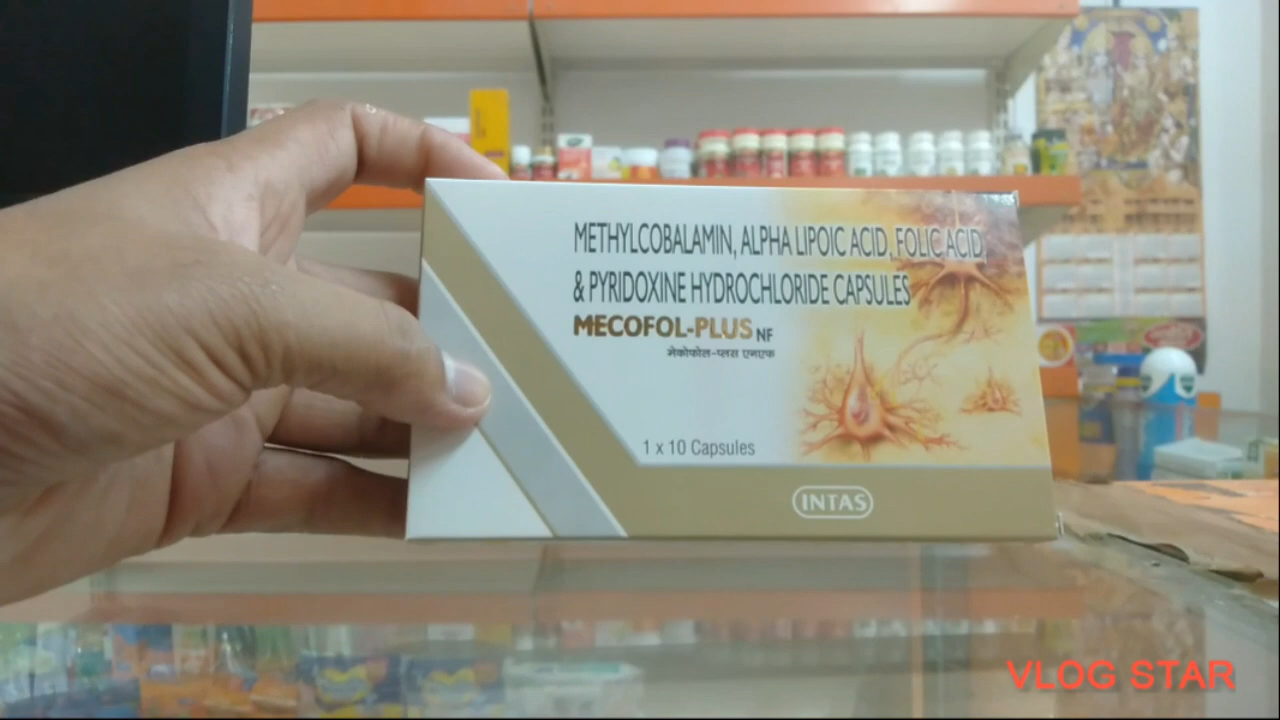 METHYLCOBALAMIN, ALPHA LIPOIC ACID, FOLIC ACID
& PYRIDOXINE HYDROCHLORIDE CAPSULES
MECOFOL-PLUS NF
मेकोफोल-प्लस एनएफ
1 x 10 Capsules
INTAS
VLOG STAR